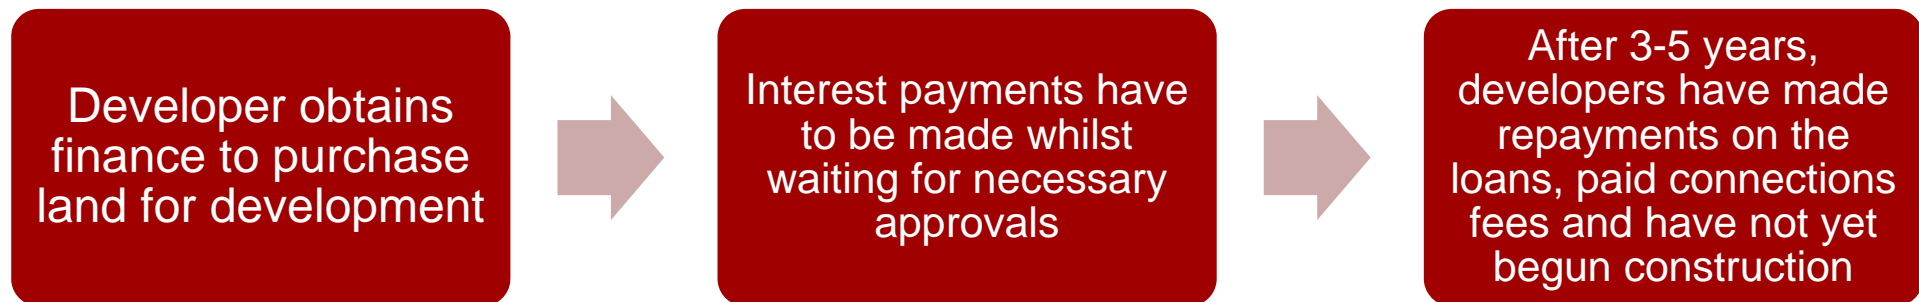 Developer obtains
finance to purchase
land for development
Interest payments have
to be made whilst
waiting for necessary
approvals
After 3-5 years,
developers have made
repayments on the
loans, paid connections
fees and have not yet
begun construction